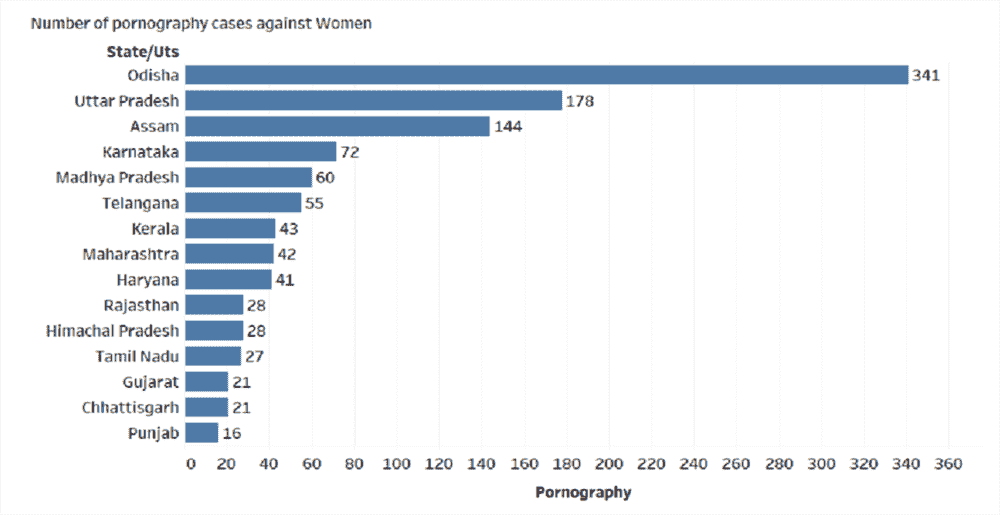 Number of pornography cases against Women
State/Uts
Odisha 341
Uttar Pradesh 178
Assam 144
Karnataka 72
Madhya Pradesh 60
Telangana 55
Kerala 43
Maharashtra 42
Haryana 41
Rajasthan 28
Himachal Pradesh 28
Tamil Nadu 27
Gujarat 21
Chhattisgarh 21
Punjab 16
0 20 40 60 80 100 120 140 160 180 200 220 240 260 280 300 320 340 360
Pornography